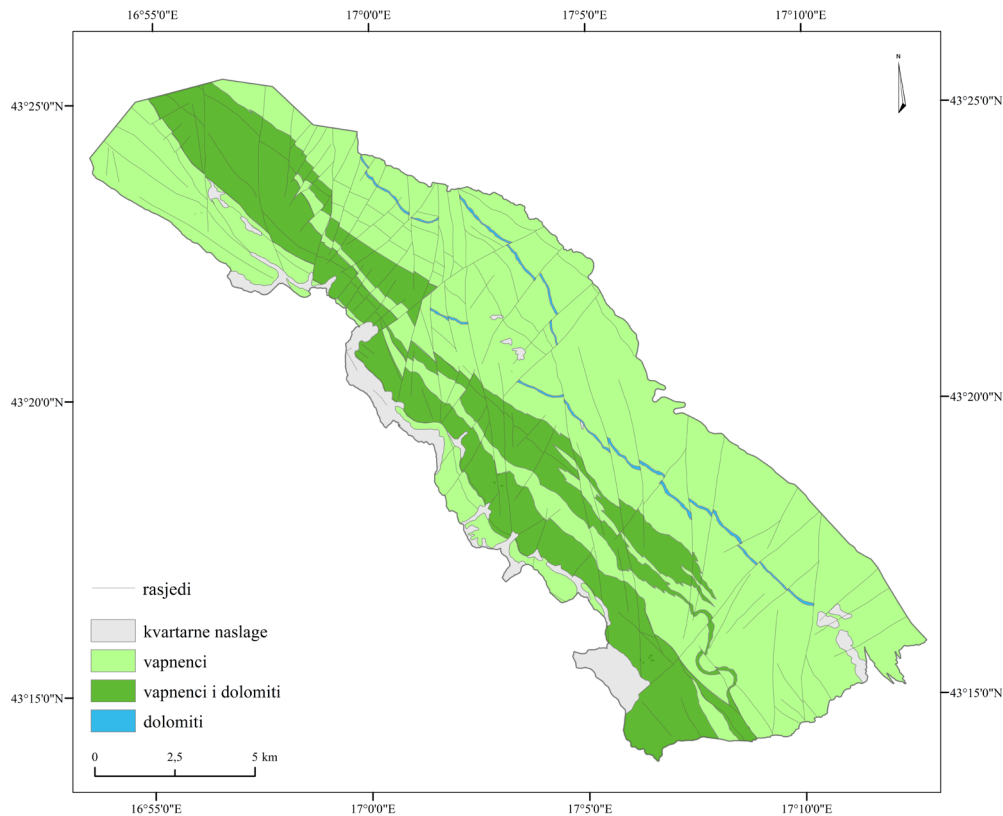 16°55'0"E 17°0'0"E 17°5'0"E 17°10'0"E
N
43°25'0"N 43°25'0"N
43°20'0"N 43°20'0"N
rasjedi
kvartarne naslage
vapnenci
43°15'0"N 43°15'0"N
vapnenci i dolomiti
dolomiti
0 2,5 5 km
16°55'0"E 17°0'0"E 17°5'0"E 17°10'0"E